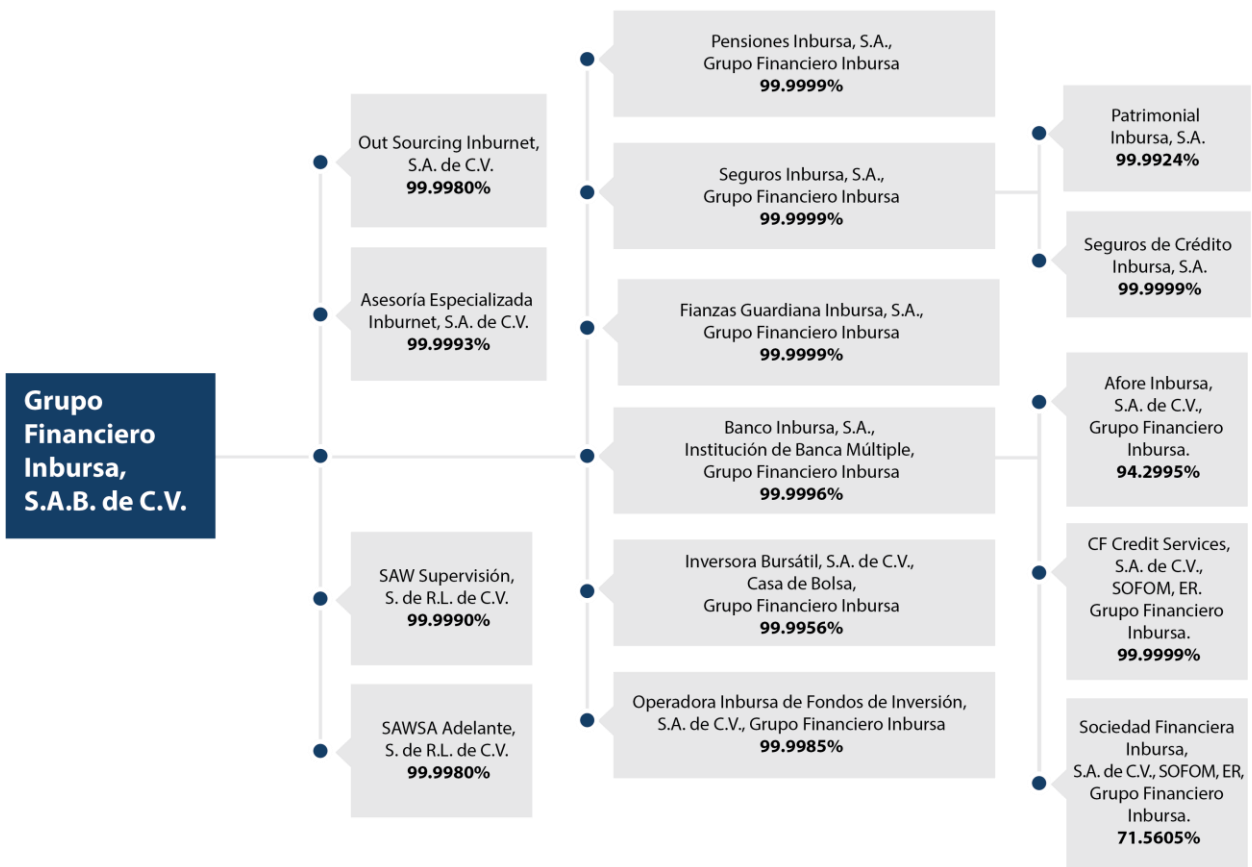 Grupo
Financiero
Inbursa,
S.A.B. de C.V.
Out Sourcing Inburnet,
S.A. de C.V.
99.9980%
Asesoría Especializada
Inburnet, S.A. de C.V.
99.9993%
SAW Supervisión,
S. de R.L. de C.V.
99.9990%
SAWSA Adelante,
S. de R.L. de C.V.
99.9980%
Pensiones Inbursa, S.A.,
Grupo Financiero Inbursa
99.9999%
Seguros Inbursa, S.A.,
Grupo Financiero Inbursa
99.9999%
Fianzas Guardiana Inbursa, S.A.,
Grupo Financiero Inbursa
99.9999%
Banco Inbursa, S.A.,
Institución de Banca Múltiple,
Grupo Financiero Inbursa
99.9996%
Inversora Bursátil, S.A. de C.V.,
Casa de Bolsa,
Grupo Financiero Inbursa
99.9956%
Operadora Inbursa de Fondos de Inversión,
S.A. de C.V., Grupo Financiero Inbursa
99.9985%
Patrimonial
Inbursa, S.A.
99.9924%
Seguros de Crédito
Inbursa, S.A.
99.9999%
Afore Inbursa,
S.A. de C.V.,
Grupo Financiero
Inbursa.
94.2995%
CF Credit Services,
S.A. de C.V.,
SOFOM, ER.
Grupo Financiero
Inbursa.
99.9999%
Sociedad Financiera
Inbursa,
S.A. de C.V., SOFOM, ER,
Grupo Financiero
Inbursa.
71.5605%